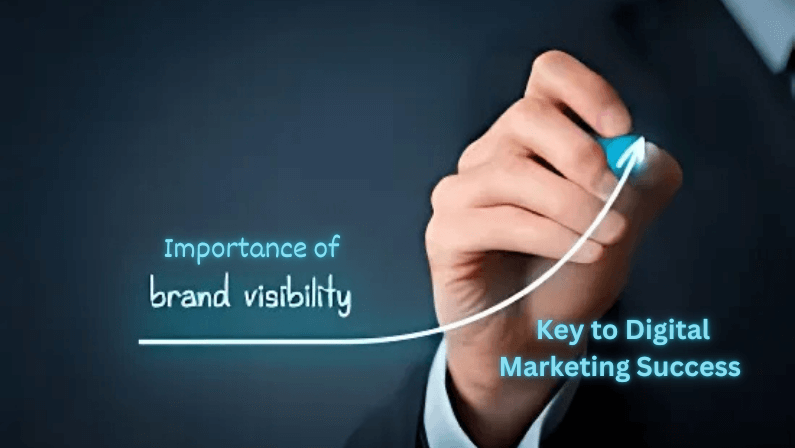 Importance of
brand visibility
Key to Digital
Marketing Success